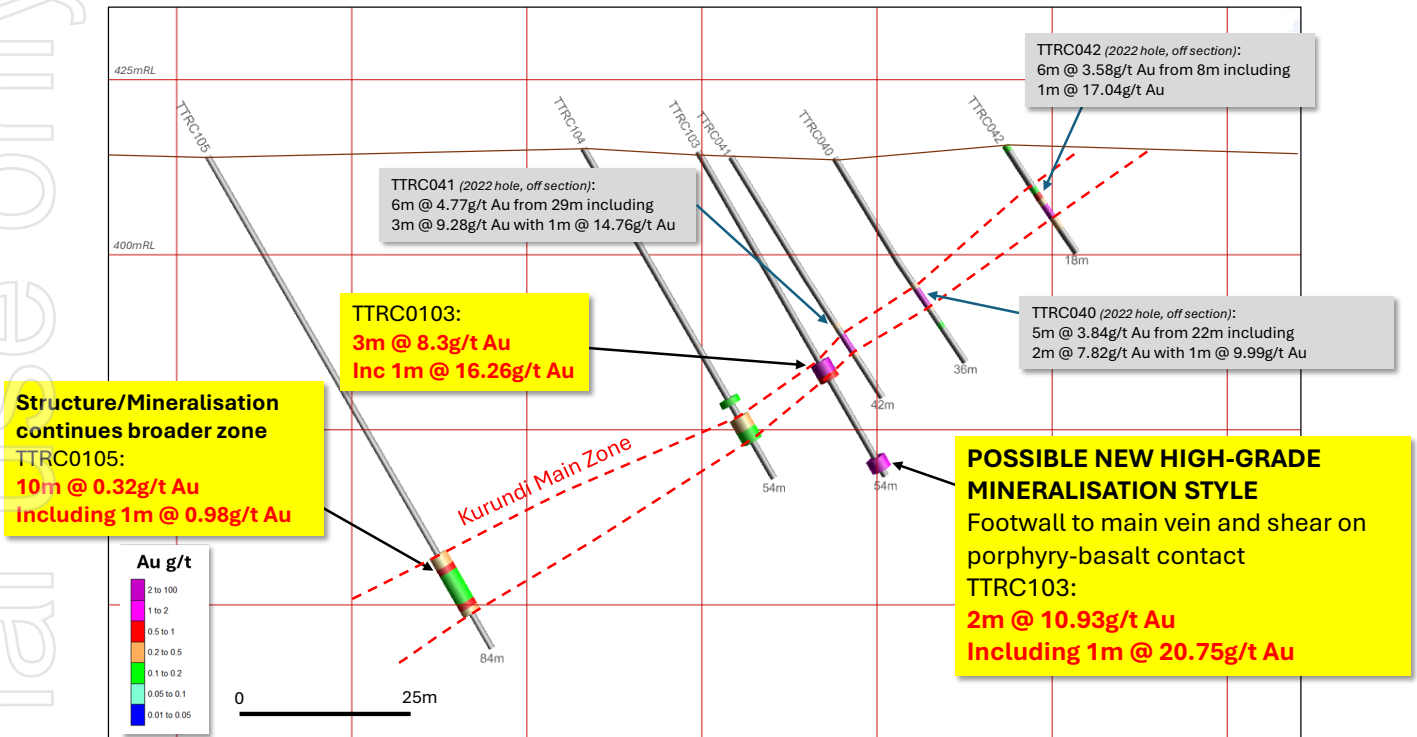 TTRC042 (2022 hole, off section):
6m @ 3.58g/t Au from 8m including
1m @ 17.04g/t Au
425mRL
TTRC105
TTRC104
TTRC103
TTRC041
TTRC040
TTRC042
TTRC041 (2022 hole, off section):
6m @ 4.77g/t Au from 29m including
3m @ 9.28g/t Au with 1m @ 14.76g/t Au
400mRL
18m
TTRC0103:
3m @ 8.3g/t Au
Inc 1m @ 16.26g/t Au
TTRC040 (2022 hole, off section):
5m @ 3.84g/t Au from 22m including
2m @ 7.82g/t Au with 1m @ 9.99g/t Au
36m
42m
Structure/Mineralisation
continues broader zone
TTRC0105:
10m @ 0.32g/t Au
Including 1m @ 0.98g/t Au
Kurundi Main Zone
54m
54m
POSSIBLE NEW HIGH-GRADE
MINERALISATION STYLE
Footwall to main vein and shear on
porphyry-basalt contact
TTRC103:
2m @ 10.93g/t Au
Including 1m @ 20.75g/t Au
Au g/t
2 to 100
1 to 2
0.5 to 1
0.2 to 0.5
0.1 to 0.2
0.05 to 0.1
0.01 to 0.05
84m
0
25m
use only